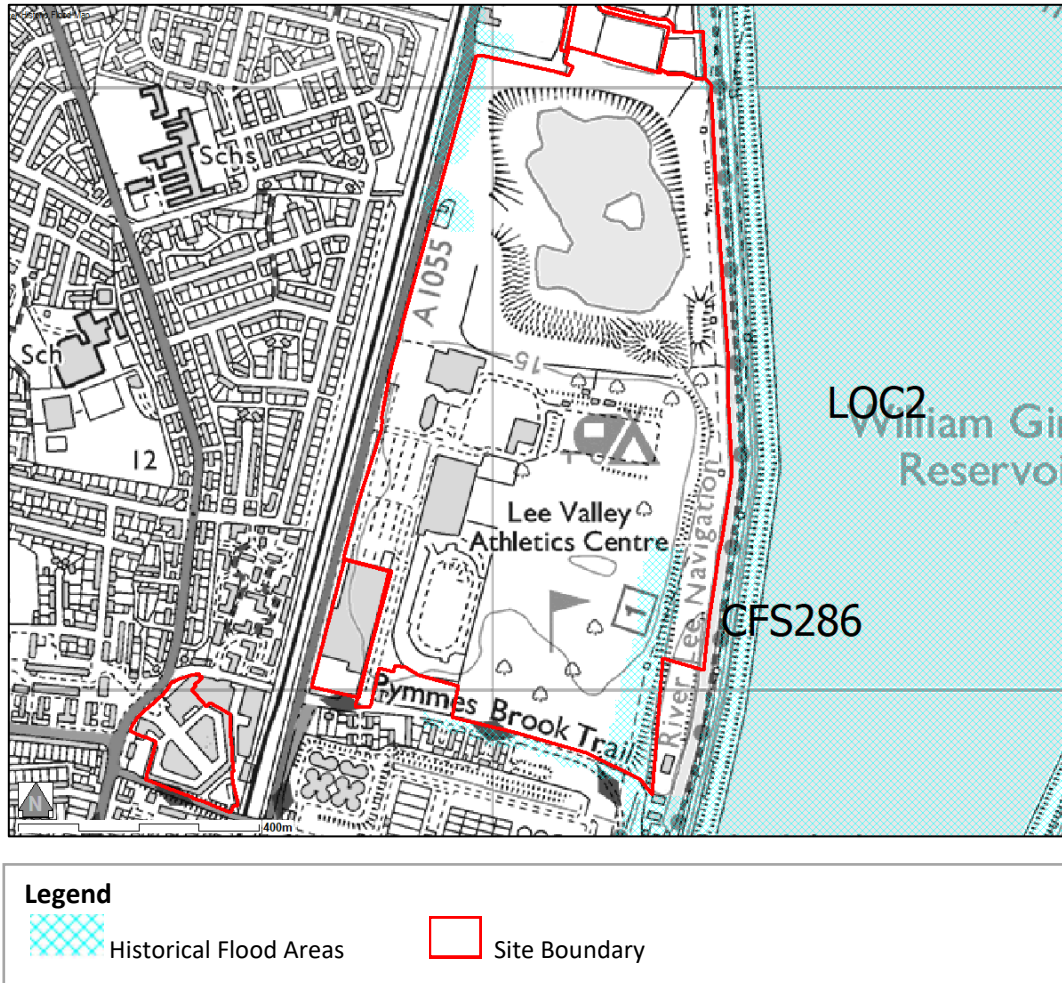 Schs
A1055
Sch
15
LOC2
William Gi
Reservoi
12
Lee Valley
Athletics Centre
River Lee Navigation
1
CFS286
Pymmes Brook Trail
N
400m
Legend
Historical Flood Areas
Site Boundary